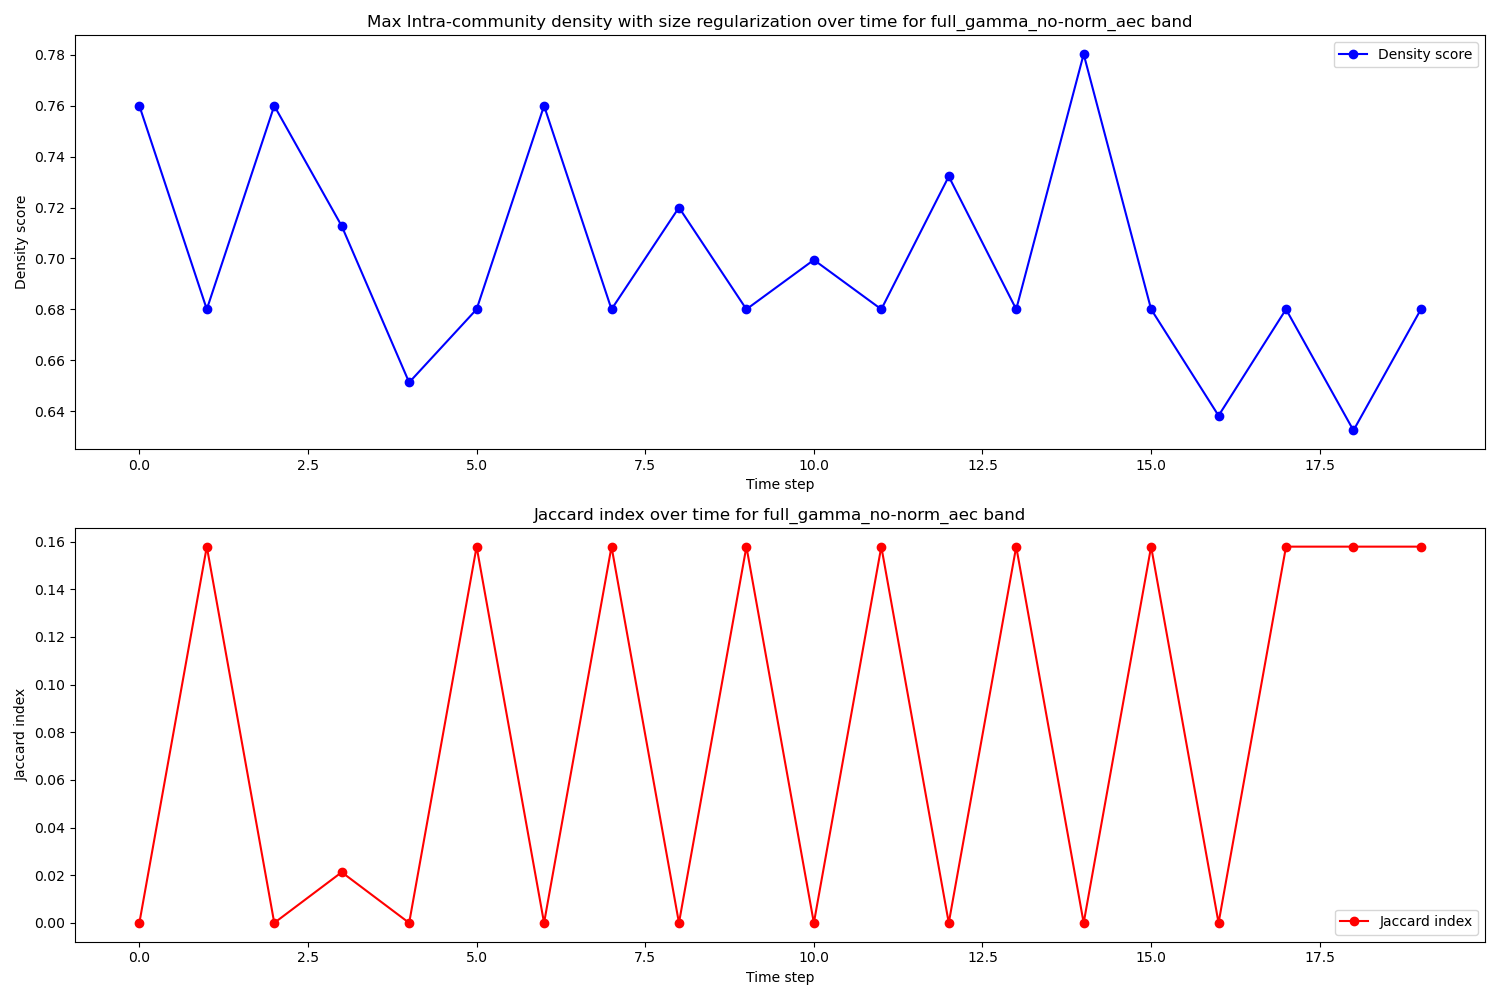 Max Intra-community density with size regularization over time for full_gamma_no-norm_aec band
Density score
0.78
0.76
0.74
0.72
0.70
0.68
0.66
0.64
Density score
0.0 2.5 5.0 7.5 10.0 12.5 15.0 17.5
Time step
Jaccard index over time for full_gamma_no-norm_aec band
0.16
0.14
0.12
0.10
0.08
0.06
0.04
0.02
0.00
Jaccard index
Jaccard index
0.0 2.5 5.0 7.5 10.0 12.5 15.0 17.5
Time step